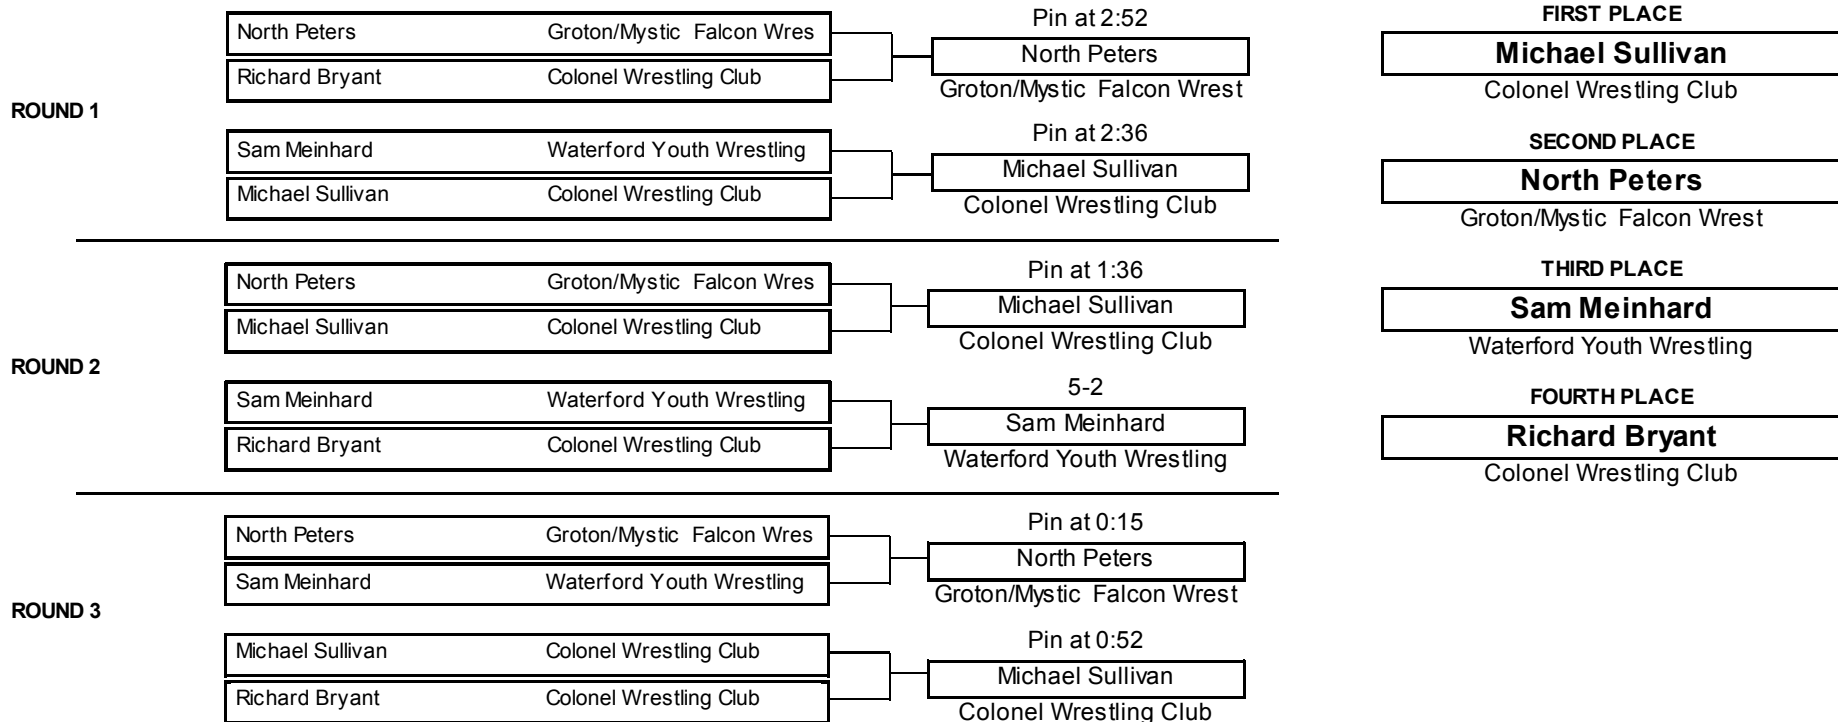 Pin at 2:52
North Peters Groton/Mystic Falcon Wres
North Peters
Richard Bryant Colonel Wrestling Club
Groton/Mystic Falcon Wrest
ROUND 1
Pin at 2:36
Sam Meinhard Waterford Youth Wrestling
Michael Sullivan
Michael Sullivan Colonel Wrestling Club
Colonel Wrestling Club
Pin at 1:36
North Peters Groton/Mystic Falcon Wres
Michael Sullivan
Michael Sullivan Colonel Wrestling Club
Colonel Wrestling Club
ROUND 2
5-2
Sam Meinhard Waterford Youth Wrestling
Sam Meinhard
Richard Bryant Colonel Wrestling Club
Waterford Youth Wrestling
Pin at 0:15
North Peters Groton/Mystic Falcon Wres
North Peters
Sam Meinhard Waterford Youth Wrestling
Groton/Mystic Falcon Wrest
ROUND 3
Pin at 0:52
Michael Sullivan Colonel Wrestling Club
Michael Sullivan
Richard Bryant Colonel Wrestling Club
Colonel Wrestling Club
FIRST PLACE
Michael Sullivan
Colonel Wrestling Club
SECOND PLACE
North Peters
Groton/Mystic Falcon Wrest
THIRD PLACE
Sam Meinhard
Waterford Youth Wrestling
FOURTH PLACE
Richard Bryant
Colonel Wrestling Club